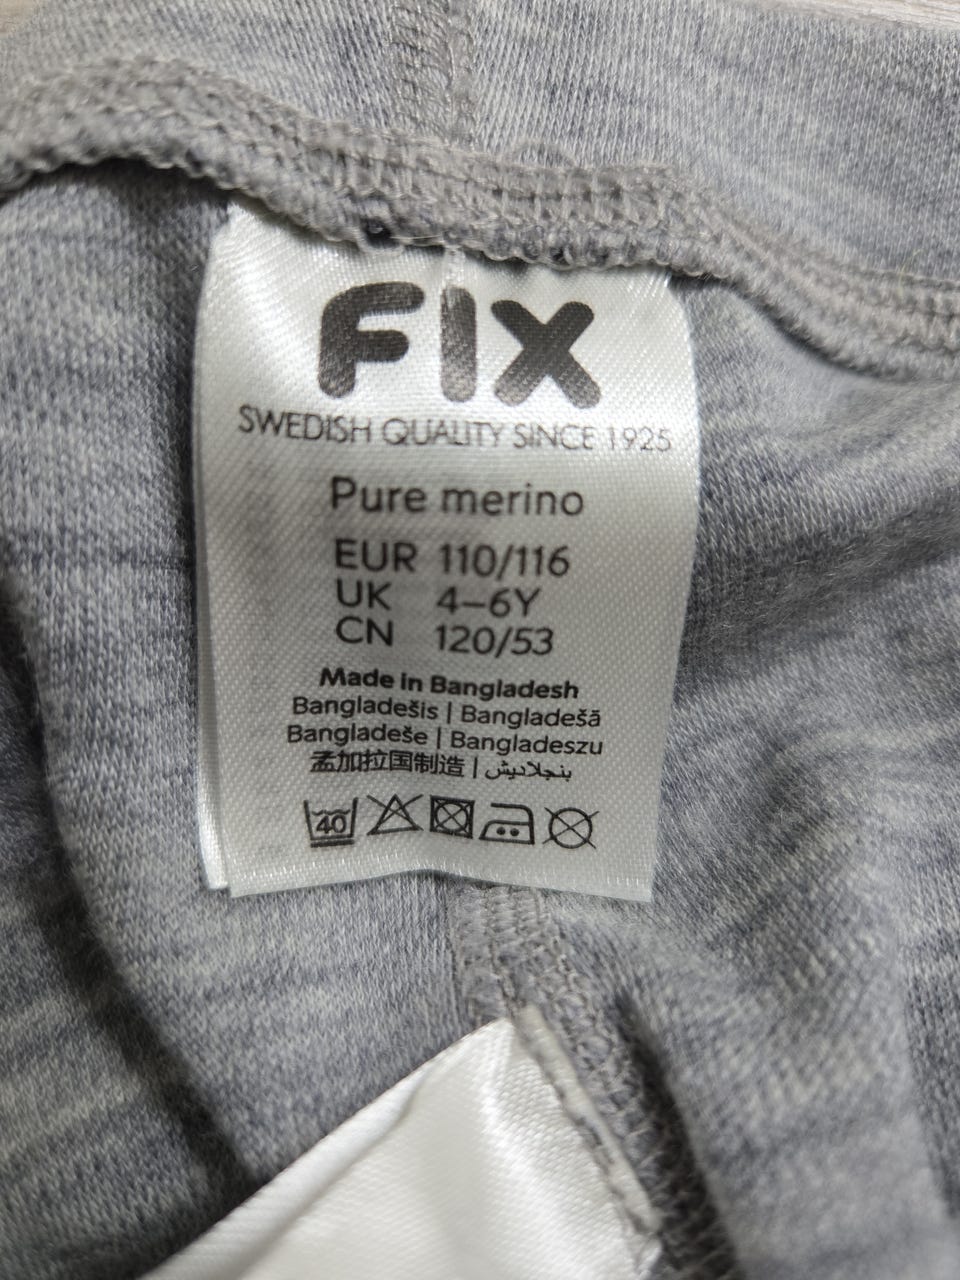 FIX
SWEDISH QUALITY SINCE 1925
Pure merino
EUR 110/116
UK 4–6Y
CN 120/53
Made in Bangladesh
Bangladešis | Bangladešā
Bangladeše | Bangladeszu
孟加拉国制造 | بنجلاديش
40